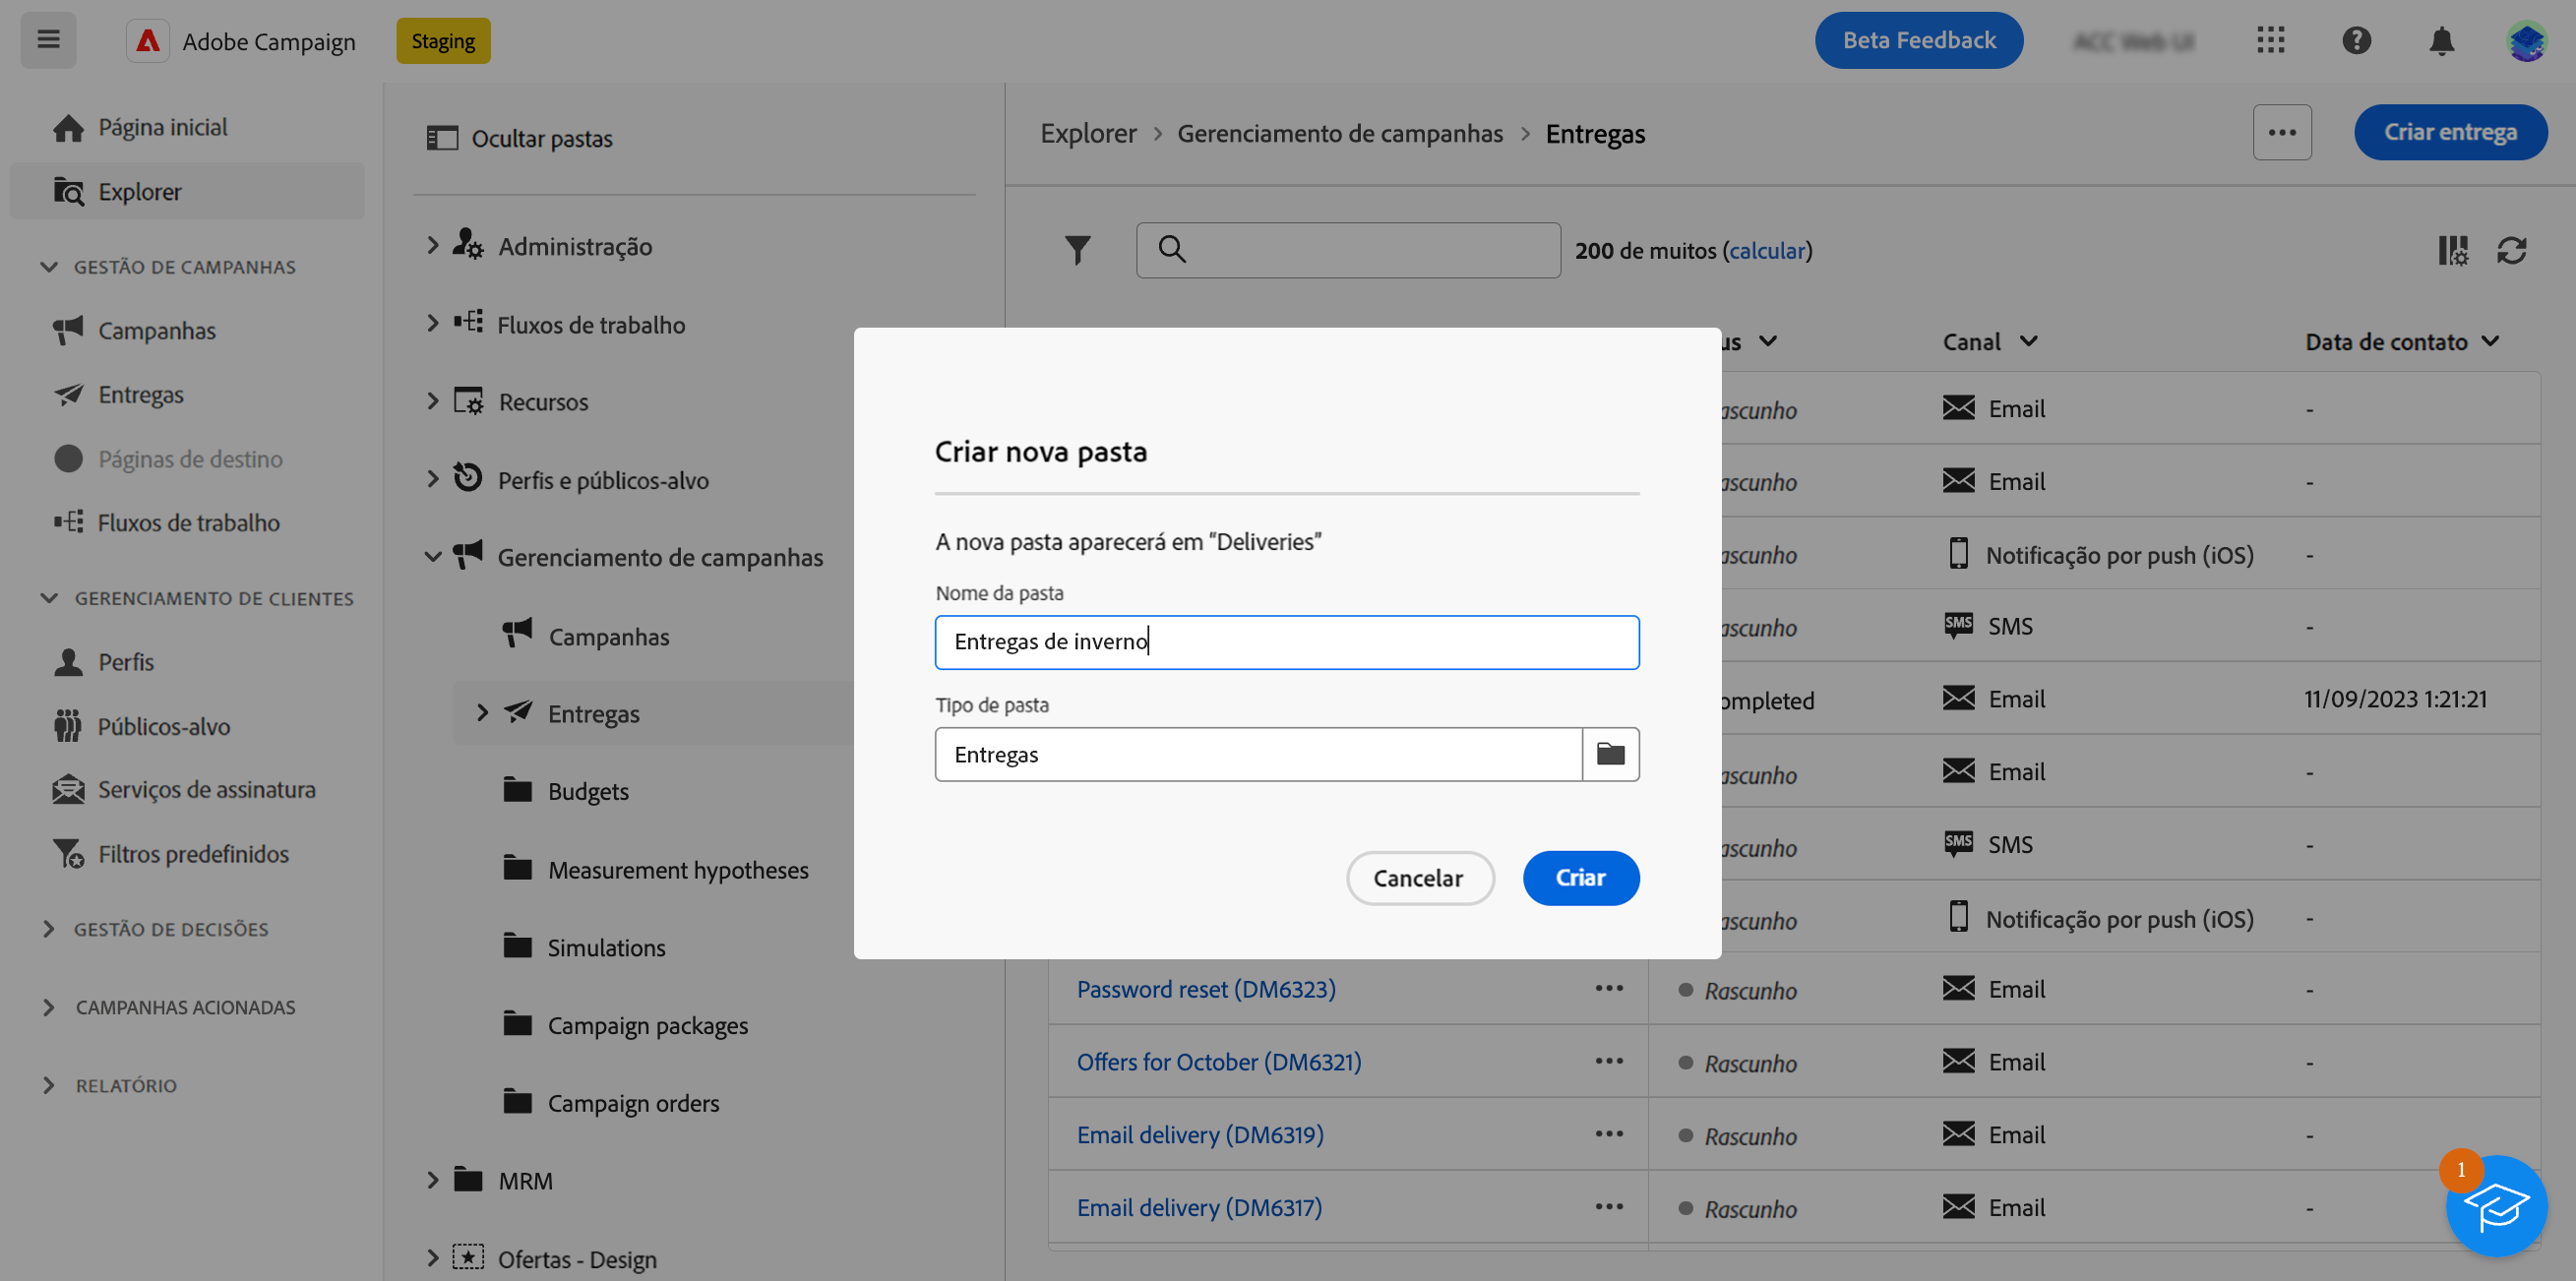 Adobe Campaign
Staging
Beta Feedback
Página inicial
Explorer
GESTÃO DE CAMPANHAS
Campanhas
Entregas
Páginas de destino
Fluxos de trabalho
GERENCIAMENTO DE CLIENTES
Perfis
Públicos-alvo
Serviços de assinatura
Filtros predefinidos
GESTÃO DE DECISÕES
CAMPANHAS ACIONADAS
RELATÓRIO
Ocultar pastas
Administração
Fluxos de trabalho
Recursos
Perfis e públicos-alvo
Gerenciamento de campanhas
Campanhas
Entregas
Budgets
Measurement hypotheses
Simulations
Campaign packages
Campaign orders
MRM
Ofertas - Design
Explorer > Gerenciamento de campanhas > Entregas
Criar entrega
200 de muitos (calcular)
us Canal Data de contato
ascunho Email -
ascunho Email -
ascunho Notificação por push (iOS) -
ascunho SMS SMS -
ompleted Email 11/09/2023 1:21:21
ascunho Email -
ascunho SMS SMS -
ascunho Notificação por push (iOS) -
Password reset (DM6323) Rascunho Email -
Offers for October (DM6321) Rascunho Email -
Email delivery (DM6319) Rascunho Email -
Email delivery (DM6317) Rascunho Email -
Criar nova pasta
A nova pasta aparecerá em “Deliveries”
Nome da pasta
Entregas de inverno
Tipo de pasta
Entregas
Cancelar
Criar
1